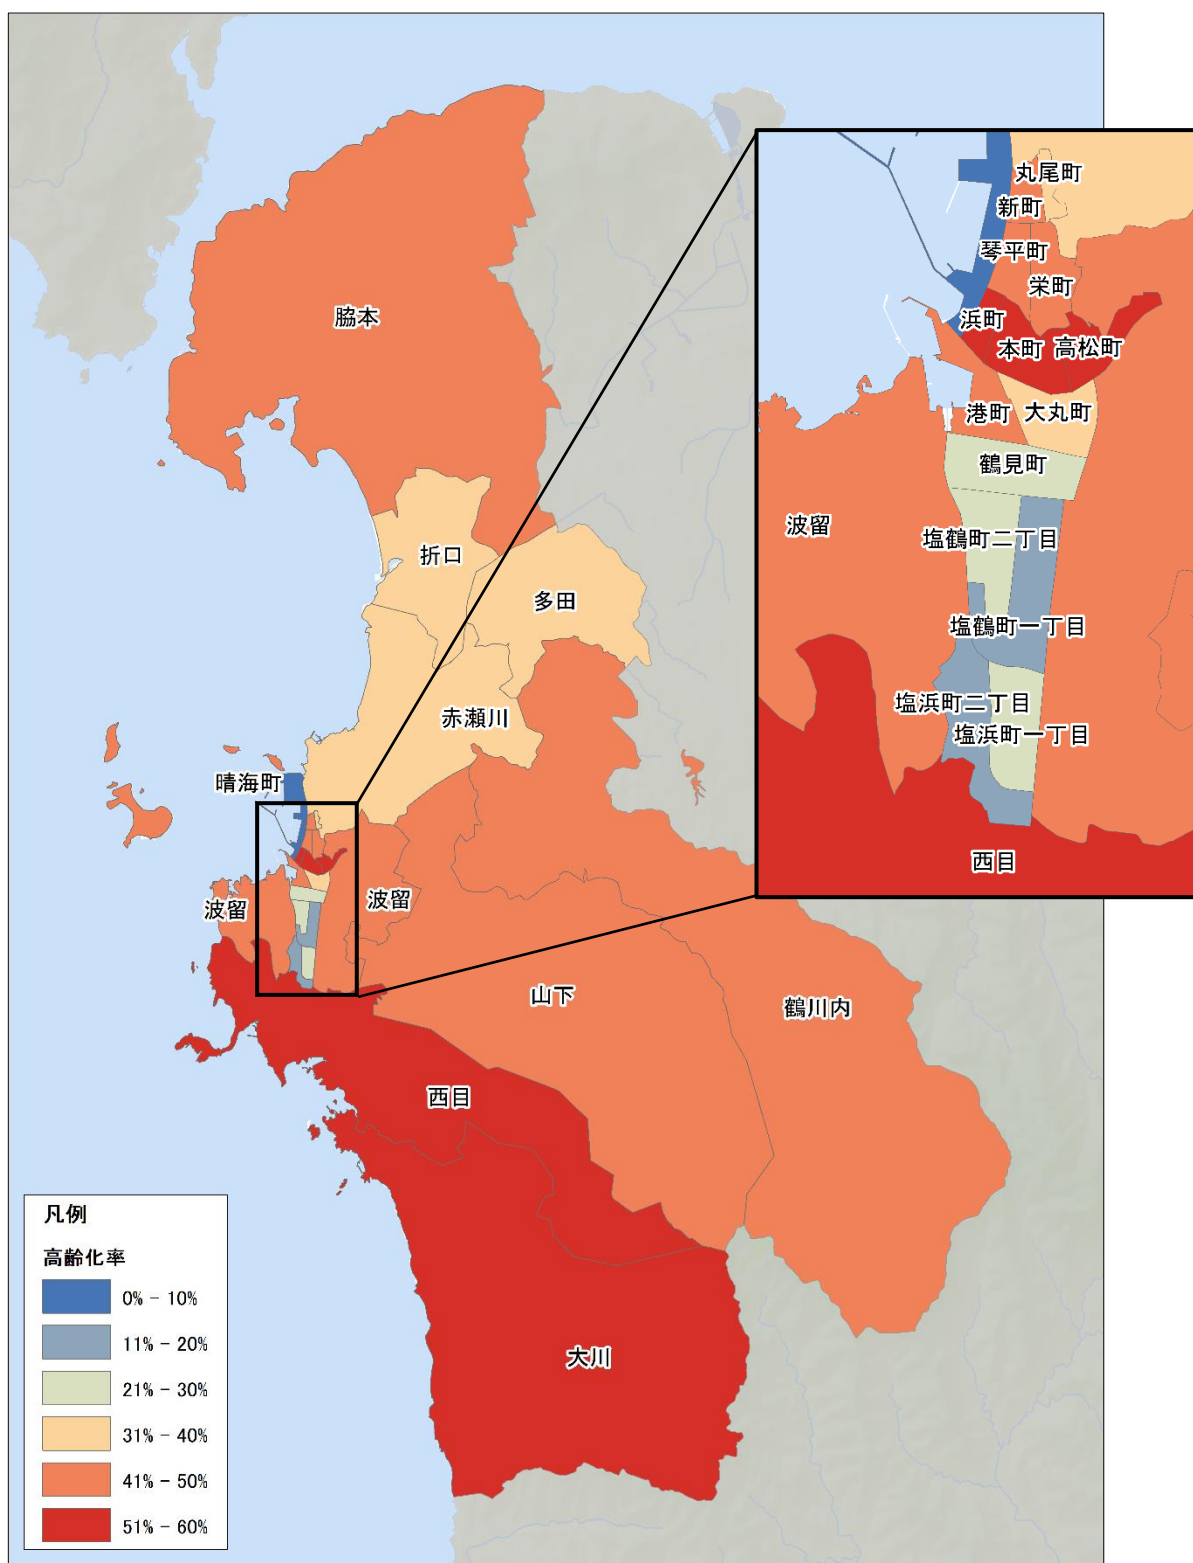 脇本
折口
多田
赤瀬川
晴海町
波留
波留
山下
鶴川内
西目
大川
丸尾町
新町
琴平町
栄町
浜町
本町
高松町
港町
大丸町
鶴見町
波留
塩鶴町二丁目
塩鶴町一丁目
塩浜町二丁目
塩浜町一丁目
西目
凡例
高齢化率
0% - 10%
11% - 20%
21% - 30%
31% - 40%
41% - 50%
51% - 60%